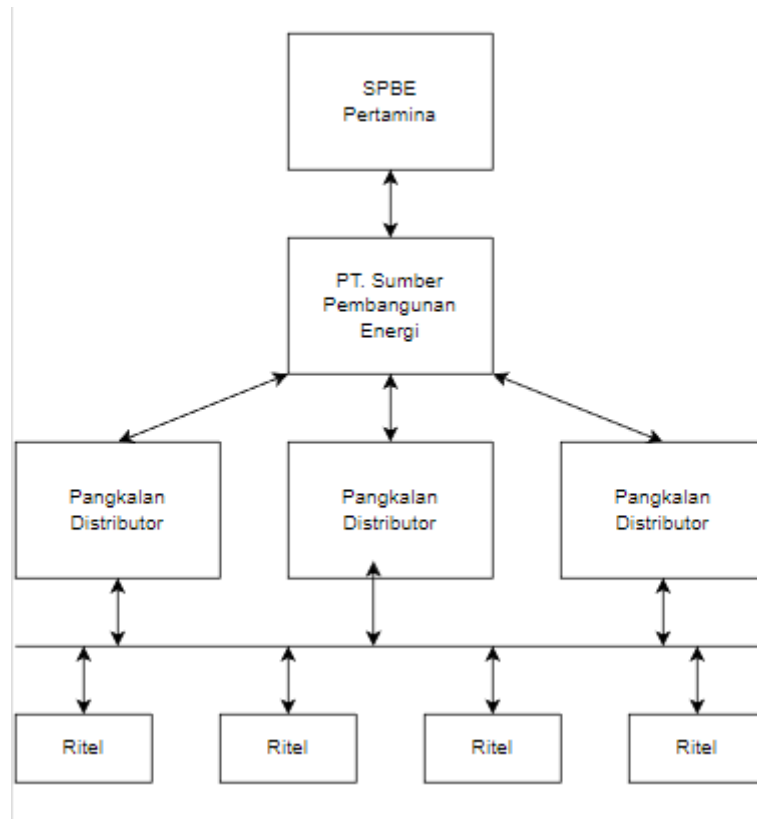 SPBE
Pertamina
PT. Sumber
Pembangunan
Energi
Pangkalan
Distributor
Pangkalan
Distributor
Pangkalan
Distributor
Ritel
Ritel
Ritel
Ritel